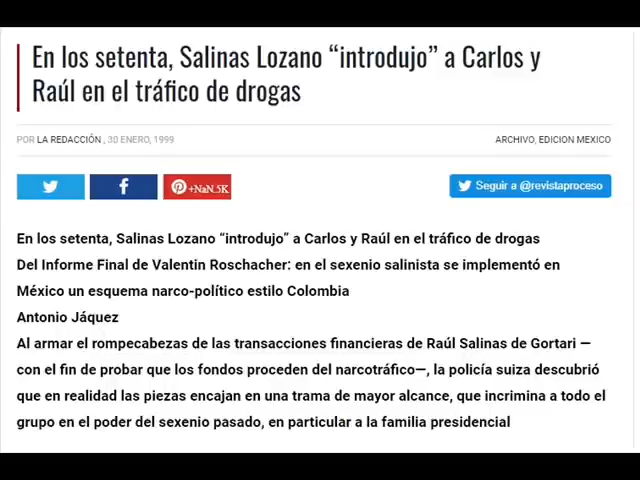 En los setenta, Salinas Lozano “introdujo” a Carlos y
Raúl en el tráfico de drogas
POR LA REDACCIÓN , 30 ENERO, 1999
ARCHIVO, EDICION MEXICO
+NaN.5K
Seguir a @revistaproceso
En los setenta, Salinas Lozano “introdujo” a Carlos y Raúl en el tráfico de drogas
Del Informe Final de Valentin Roschacher: en el sexenio salinista se implementó en
México un esquema narco-político estilo Colombia
Antonio Jáquez
Al armar el rompecabezas de las transacciones financieras de Raúl Salinas de Gortari —
con el fin de probar que los fondos proceden del narcotráfico—, la policía suiza descubrió
que en realidad las piezas encajan en una trama de mayor alcance, que incrimina a todo el
grupo en el poder del sexenio pasado, en particular a la familia presidencial